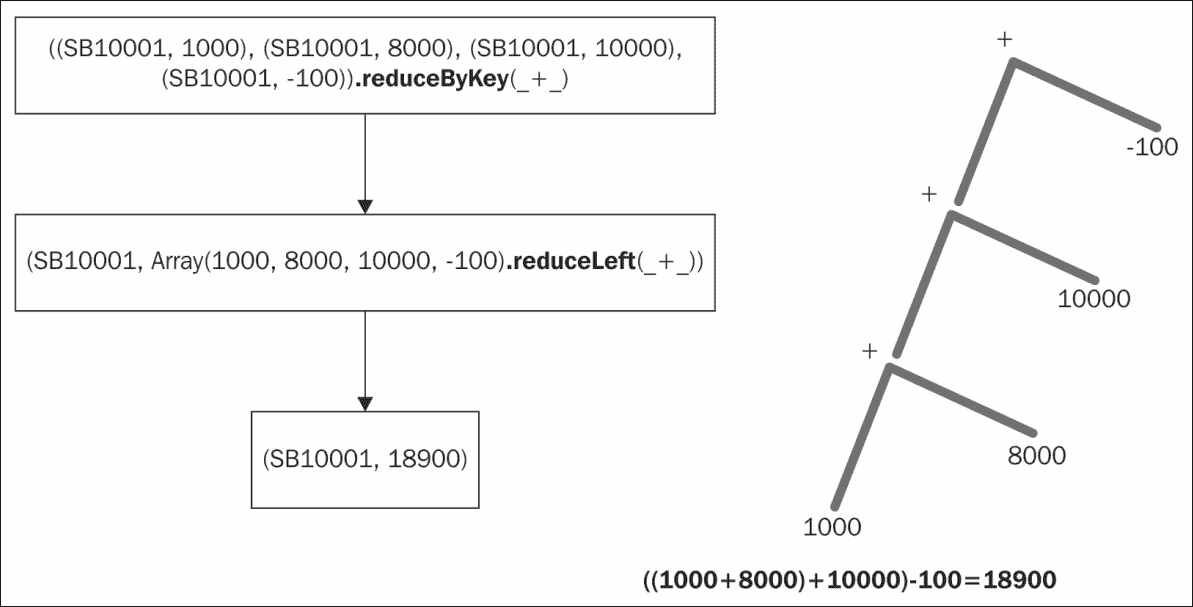 ((SB10001, 1000), (SB10001, 8000), (SB10001, 10000),
(SB10001, -100)).reduceByKey(_+_)
(SB10001, Array(1000, 8000, 10000, -100).reduceLeft(_+_))
(SB10001, 18900)
+
-100
+
10000
+
8000
1000
((1000+8000)+10000)-100=18900